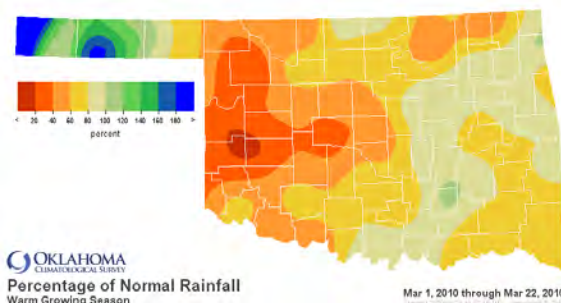 < 20 40 60 80 100 120 140 160 180 >
percent
OKLAHOMA
CLIMATOLOGICAL SURVEY
Percentage of Normal Rainfall
Warm Growing Season
Mar 1, 2010 through Mar 22, 2010